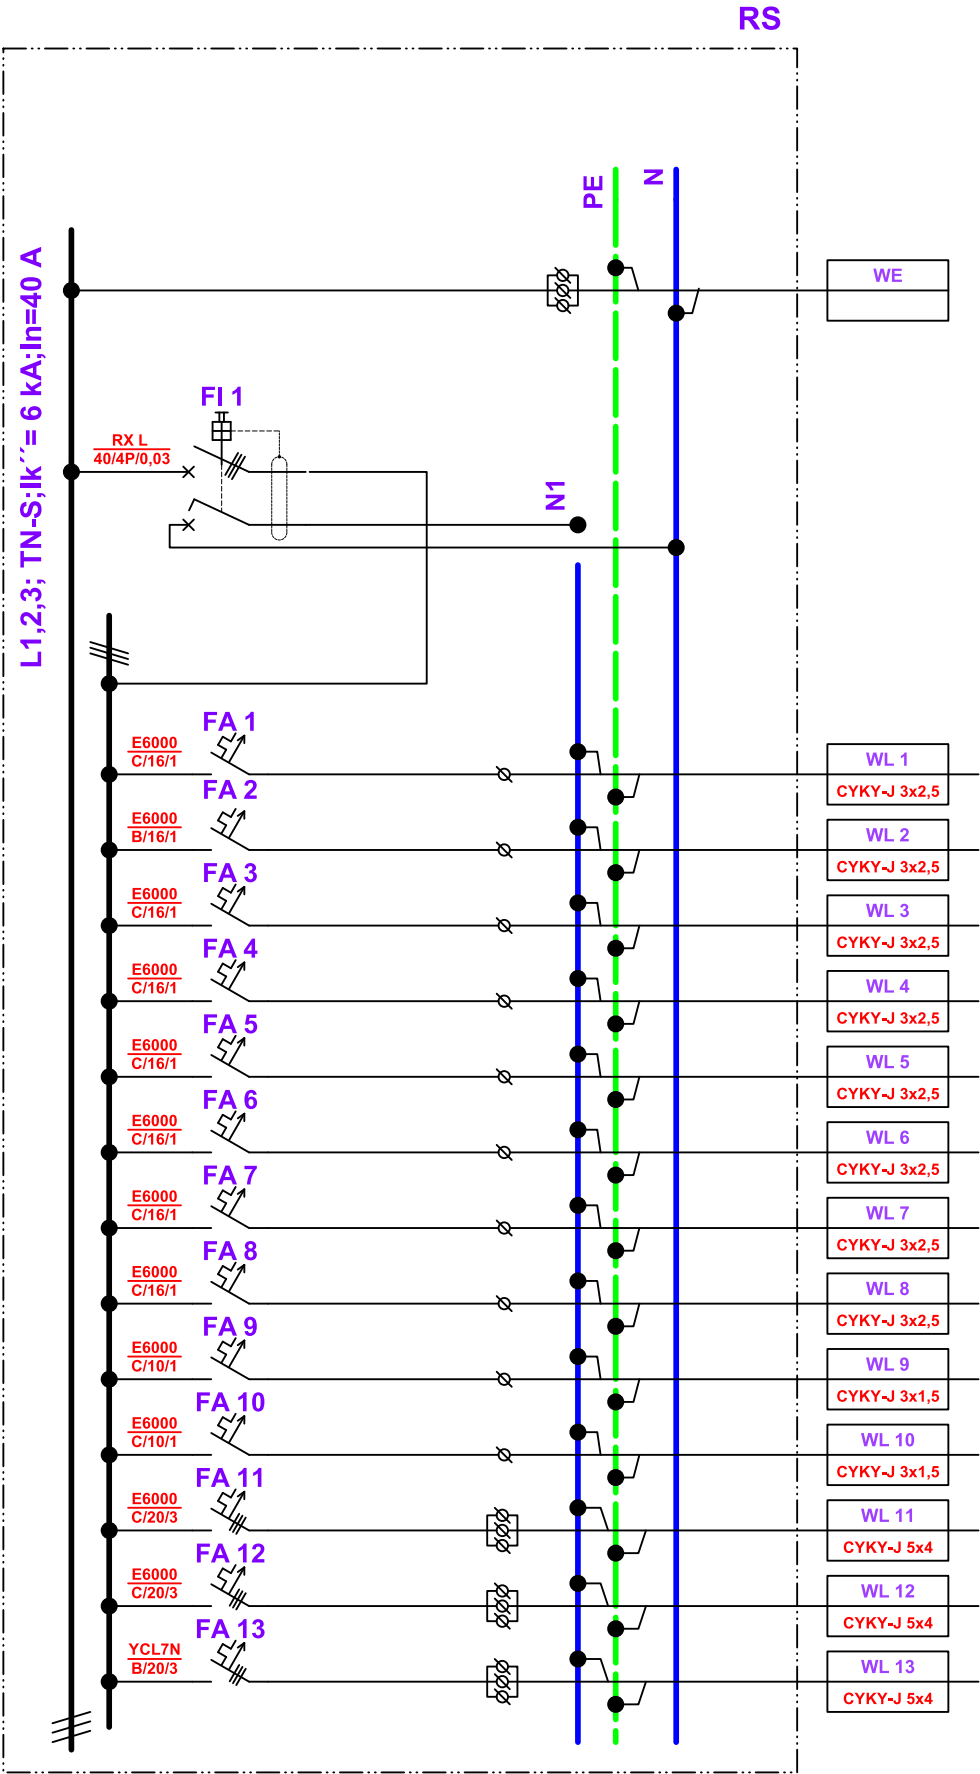 RS
PE
N
WE
L1,2,3; TN-S;Ik´´= 6 kA;In=40 A
FI 1
RX L
40/4P/0,03
N1
FA 1
E6000
C/16/1
WL 1
CYKY-J 3x2,5
FA 2
E6000
B/16/1
WL 2
CYKY-J 3x2,5
FA 3
E6000
C/16/1
WL 3
CYKY-J 3x2,5
FA 4
E6000
C/16/1
WL 4
CYKY-J 3x2,5
FA 5
E6000
C/16/1
WL 5
CYKY-J 3x2,5
FA 6
E6000
C/16/1
WL 6
CYKY-J 3x2,5
FA 7
E6000
C/16/1
WL 7
CYKY-J 3x2,5
FA 8
E6000
C/16/1
WL 8
CYKY-J 3x2,5
FA 9
E6000
C/10/1
WL 9
CYKY-J 3x1,5
FA 10
E6000
C/10/1
WL 10
CYKY-J 3x1,5
FA 11
E6000
C/20/3
WL 11
CYKY-J 5x4
FA 12
E6000
C/20/3
WL 12
CYKY-J 5x4
FA 13
YCL7N
B/20/3
WL 13
CYKY-J 5x4